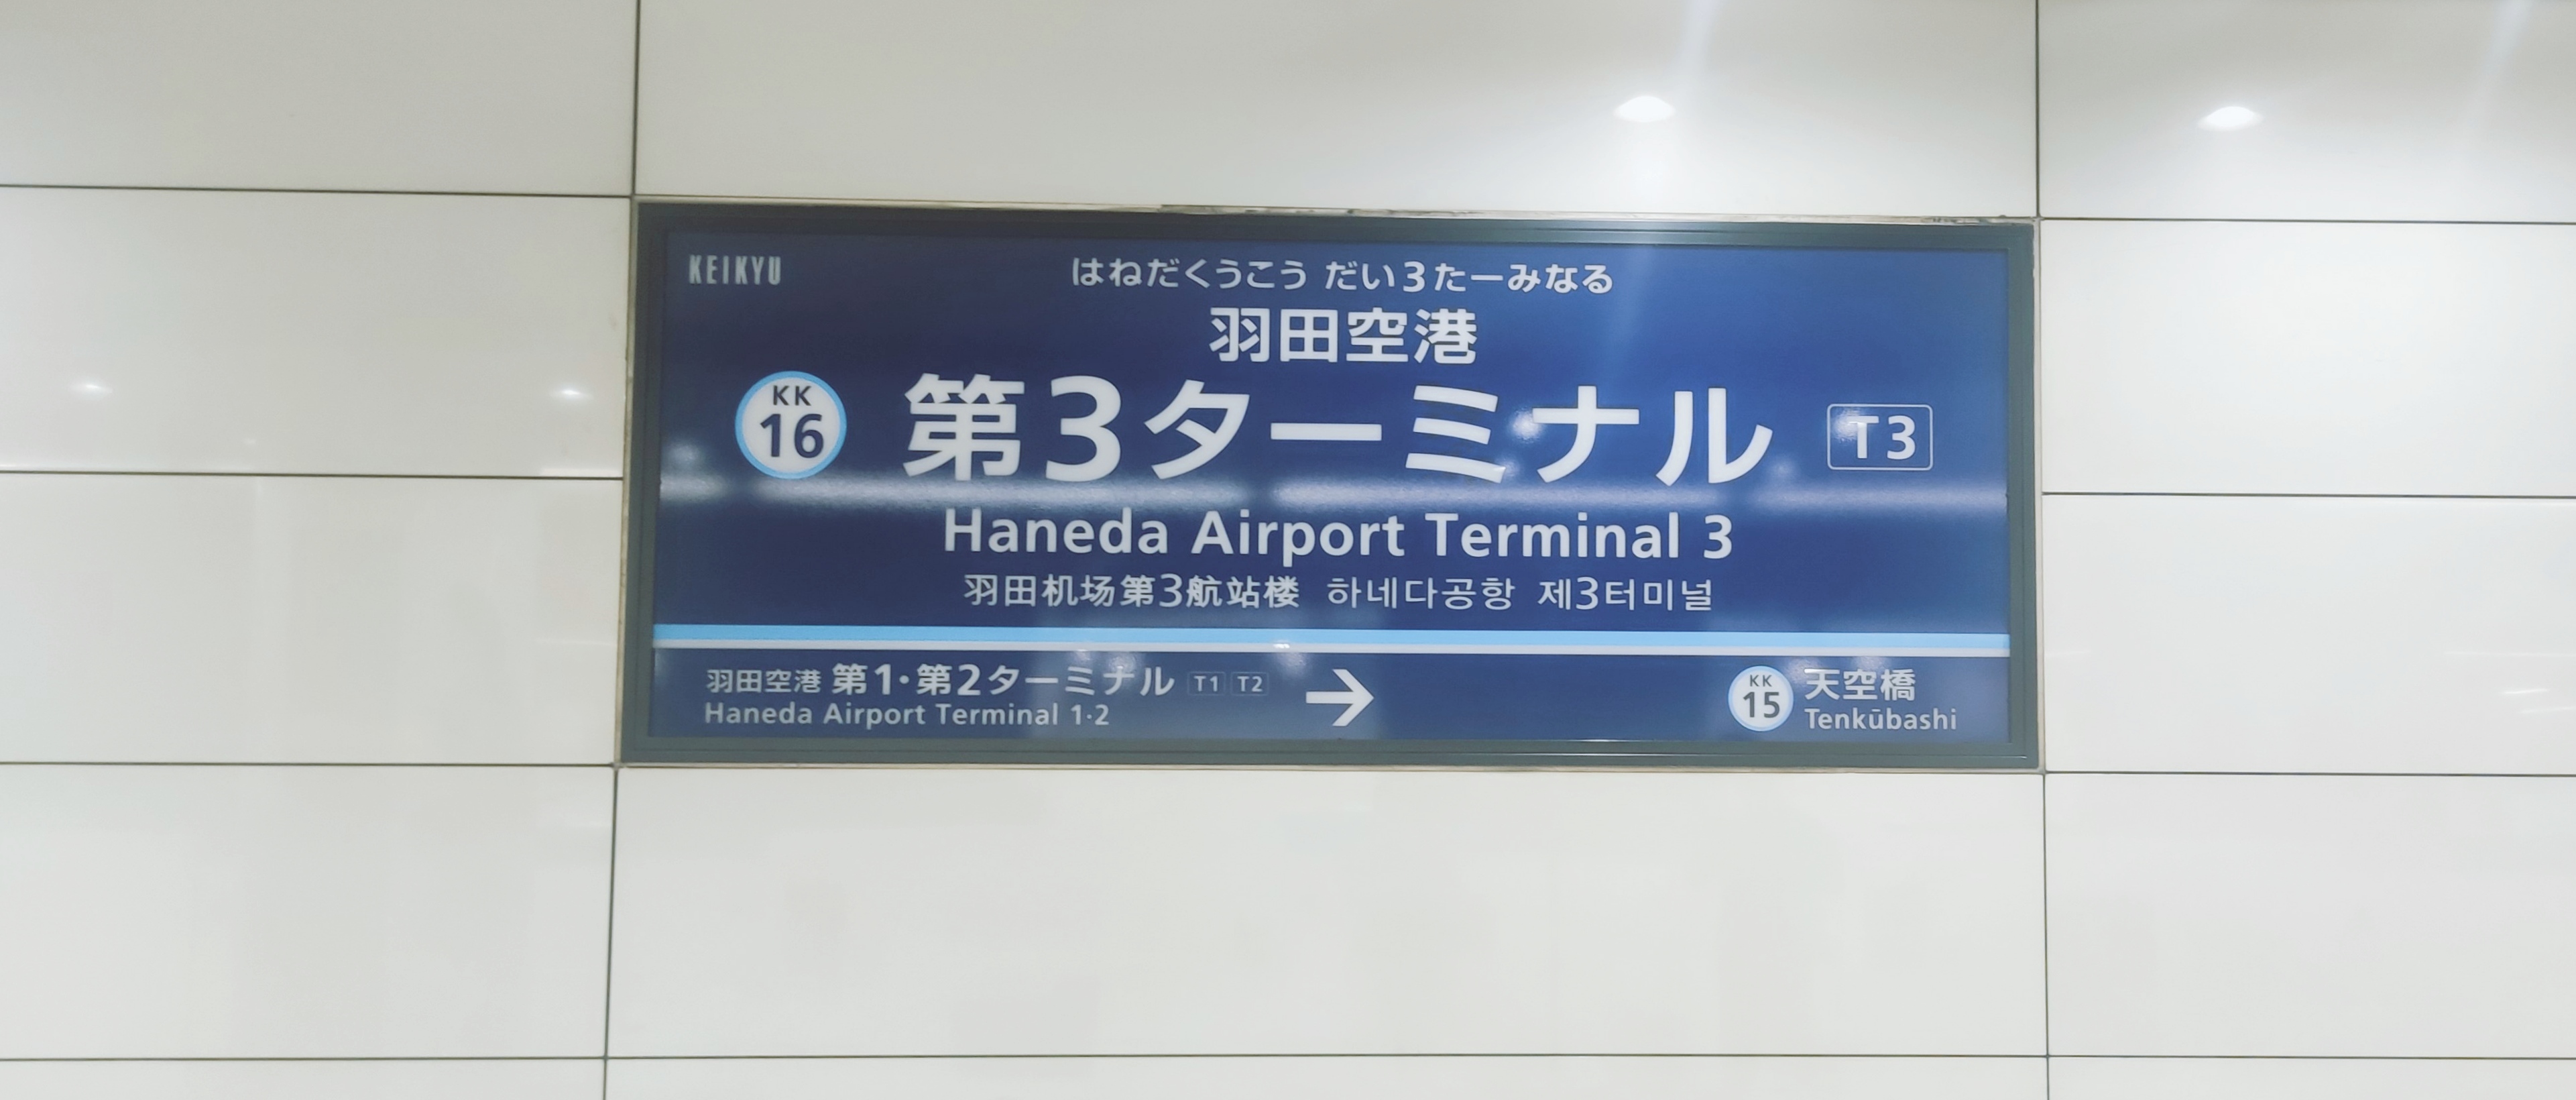 KEIKYU
はねだくうこう だい3たーみなる
羽田空港
KK
16
第3ターミナル
T3
Haneda Airport Terminal 3
羽田机场第3航站楼 하네다공항 제3터미널
羽田空港 第1・第2ターミナル T1 T2
Haneda Airport Terminal 1·2
→
KK
15
天空橋
Tenkūbashi